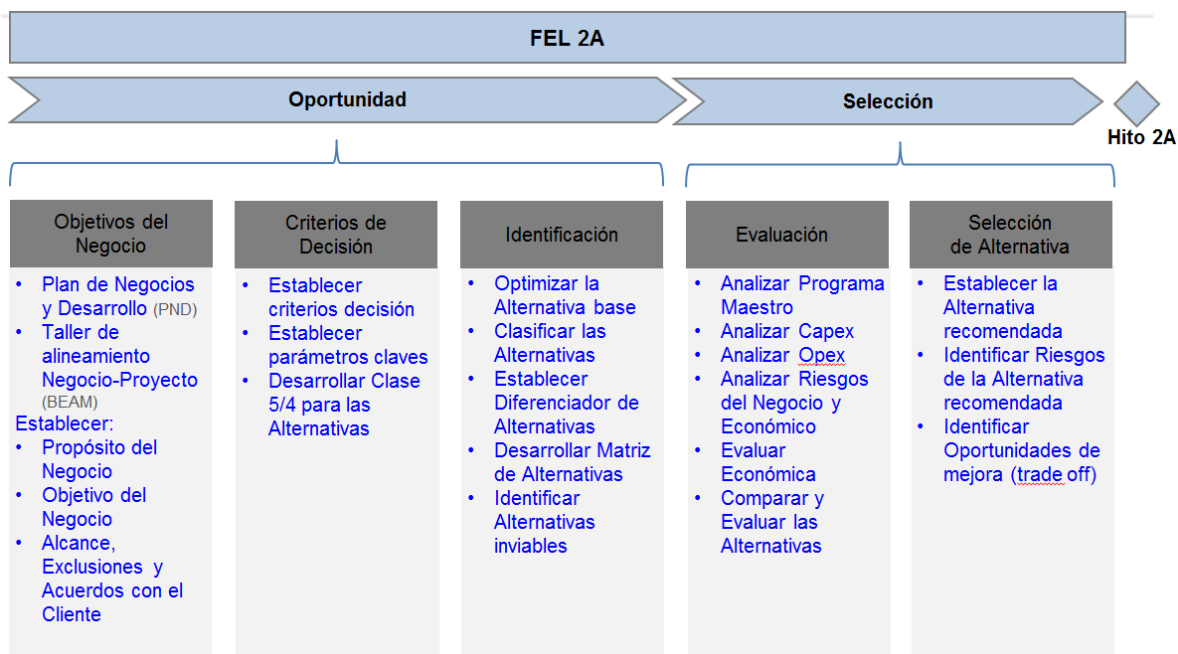 FEL 2A
Oportunidad
Selección
Hito 2A
Objetivos del
Negocio
• Plan de Negocios
y Desarrollo (PND)
• Taller de
alineamiento
Negocio-Proyecto
(BEAM)
Establecer:
• Propósito del
Negocio
• Objetivo del
Negocio
• Alcance,
Exclusiones y
Acuerdos con el
Cliente
Criterios de
Decisión
• Establecer
criterios decisión
• Establecer
parámetros claves
• Desarrollar Clase
5/4 para las
Alternativas
Identificación
• Optimizar la
Alternativa base
• Clasificar las
Alternativas
• Establecer
Diferenciador de
Alternativas
• Desarrollar Matriz
de Alternativas
• Identificar
Alternativas
inviables
Evaluación
• Analizar Programa
Maestro
• Analizar Capex
• Analizar Opex
• Analizar Riesgos
del Negocio y
Económico
• Evaluar
Económica
• Comparar y
Evaluar las
Alternativas
Selección
de Alternativa
• Establecer la
Alternativa
recomendada
• Identificar Riesgos
de la Alternativa
recomendada
• Identificar
Oportunidades de
mejora (trade off)